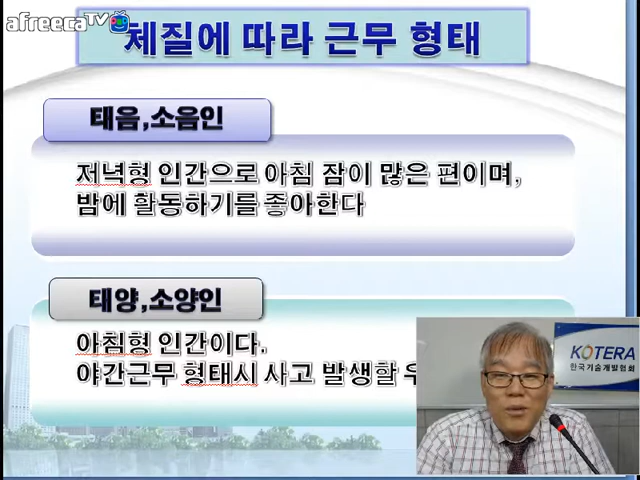 afreecaTV
체질에 따라 근무 형태
태음,소음인
저녁형 인간으로 아침 잠이 많은 편이며,
밤에 활동하기를 좋아한다
태양,소양인
아침형 인간이다.
야간근무 형태시 사고 발생할 우
KOTERA
한국기술개발협회